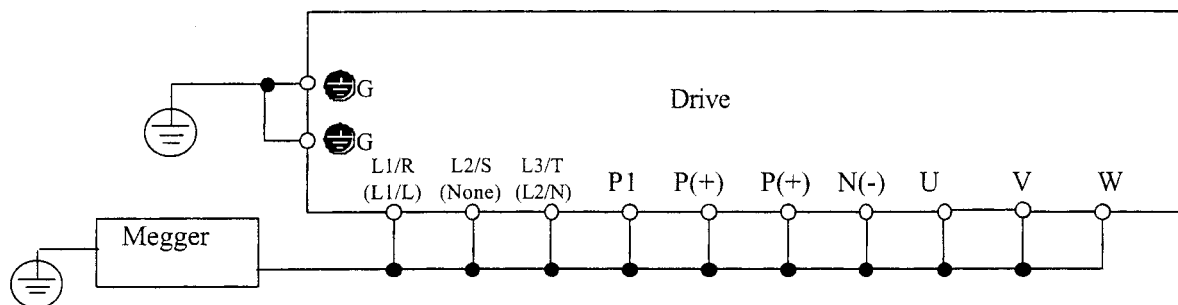 G
Drive
G
L1/R L2/S L3/T
(L1/L) (None) (L2/N) P1 P(+) P(+) N(-) U V W
Megger